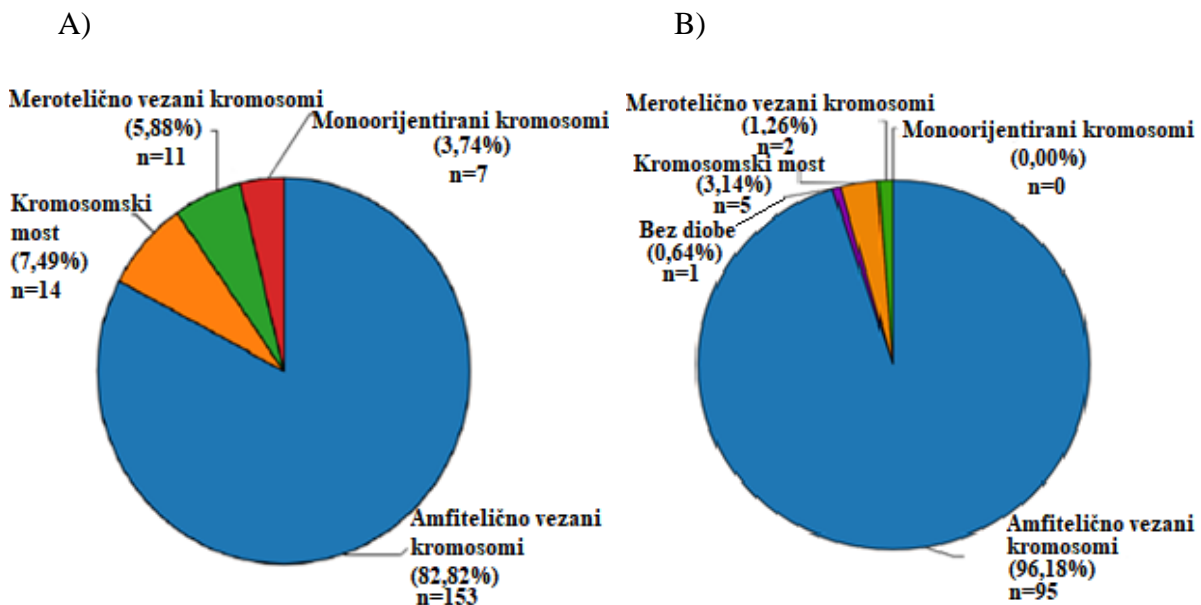 A)
Merotelično vezani kromosomi
(5,88%)
n=11
Monoorijentirani kromosomi
(3,74%)
n=7
Kromosomski
most
(7,49%)
n=14
Amfitelično vezani
kromosomi
(82,82%)
n=153
B)
Merotelično vezani kromosomi
(1,26%)
n=2
Monoorijentirani kromosomi
(0,00%)
n=0
Kromosomski most
(3,14%)
n=5
Bez diobe
(0,64%)
n=1
Amfitelično vezani
kromosomi
(96,18%)
n=95